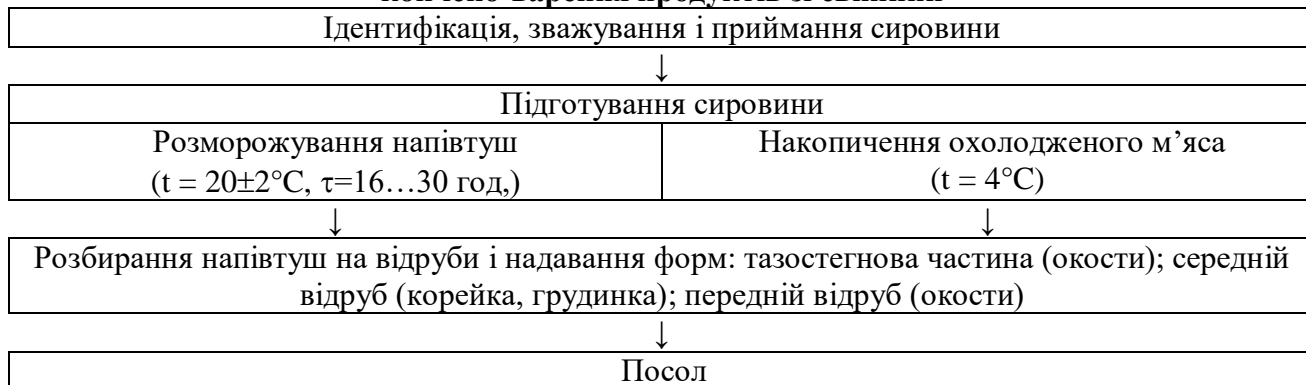 Ідентифікація, зважування і приймання сировини
↓
Підготування сировини
Розморожування напівтуш
(t = 20±2°C, τ=16…30 год,)
Накопичення охолодженого м’яса
(t = 4°C)
↓ ↓
Розбирання напівтуш на відруби і надавання форм: тазостегнова частина (окости); середній
відруб (корейка, грудинка); передній відруб (окости)
↓
Посол